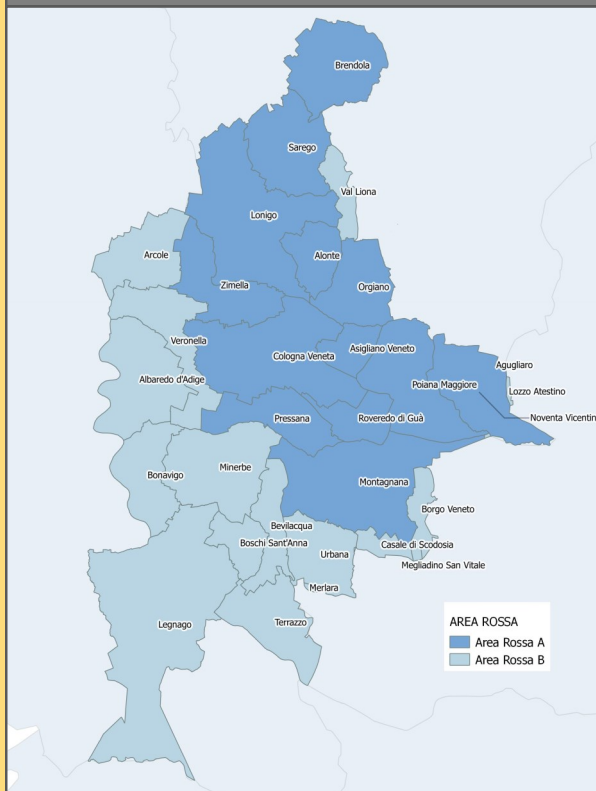 Brendola
Sarego
Val Liona
Lonigo
Arcole
Alonte
Zimella
Orgiano
Veronella
Cologna Veneta
Asigliano Veneto
Agugliaro
Albaredo d'Adige
Poiana Maggiore
Lozzo Atestino
Pressana
Roveredo di Guà
Noventa Vicentin
Minerbe
Bonavigo
Montagnana
Borgo Veneto
Bevilacqua
Boschi Sant'Anna
Casale di Scodosia
Urbana
Megliadino San Vitale
Merlara
Legnago
Terrazzo
AREA ROSSA
Area Rossa A
Area Rossa B